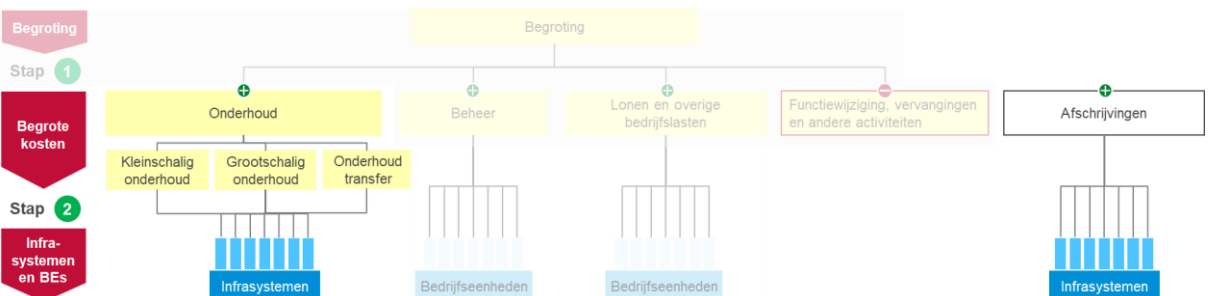 Begroting
Begroting
Stap 1
Begrote
kosten
Onderhoud
Beheer
Lonen en overige
bedrijfslasten
Functiewijziging, vervangingen
en andere activiteiten
Afschrijvingen
Kleinschalig
onderhoud
Grootschalig
onderhoud
Onderhoud
transfer
Stap 2
Infra-
systemen
en BEs
Infrasystemen
Bedrijfseenheden
Bedrijfseenheden
Infrasystemen